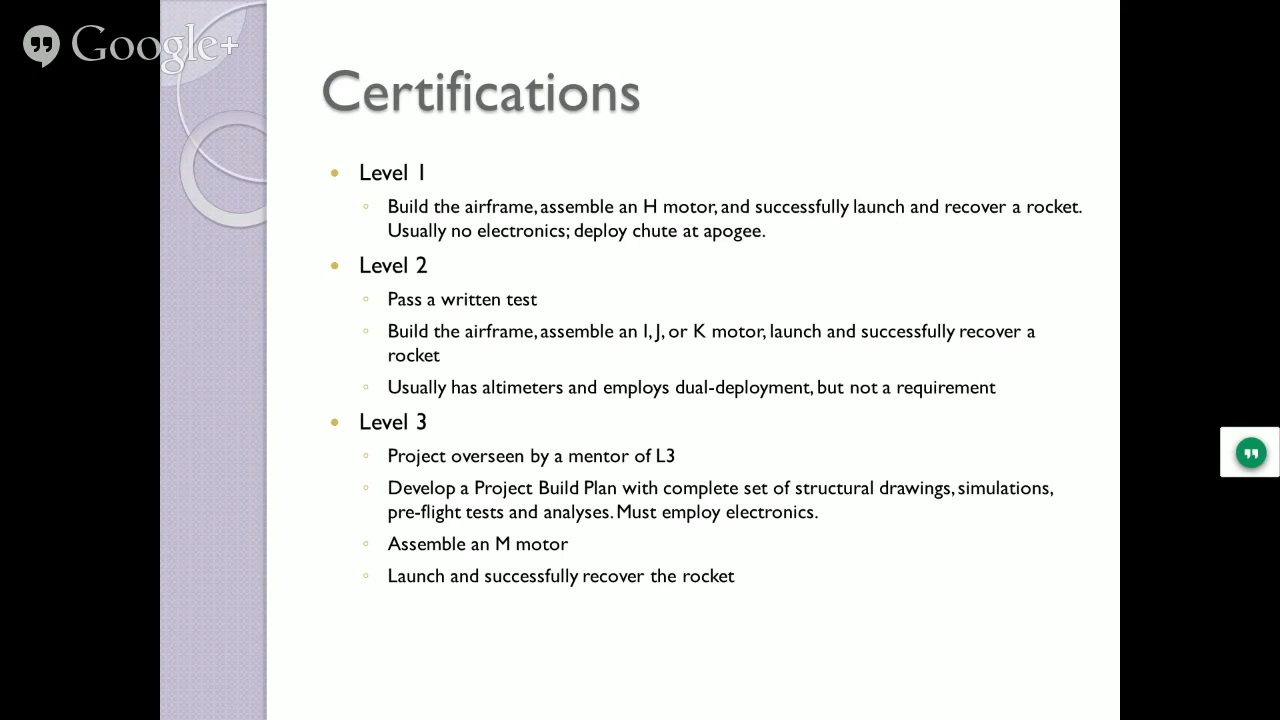 Google+
Certifications
Level 1
Build the airframe, assemble an H motor, and successfully launch and recover a rocket.
Usually no electronics; deploy chute at apogee.
Level 2
Pass a written test
Build the airframe, assemble an I, J, or K motor, launch and successfully recover a
rocket
Usually has altimeters and employs dual-deployment, but not a requirement
Level 3
Project overseen by a mentor of L3
Develop a Project Build Plan with complete set of structural drawings, simulations,
pre-flight tests and analyses. Must employ electronics.
Assemble an M motor
Launch and successfully recover the rocket